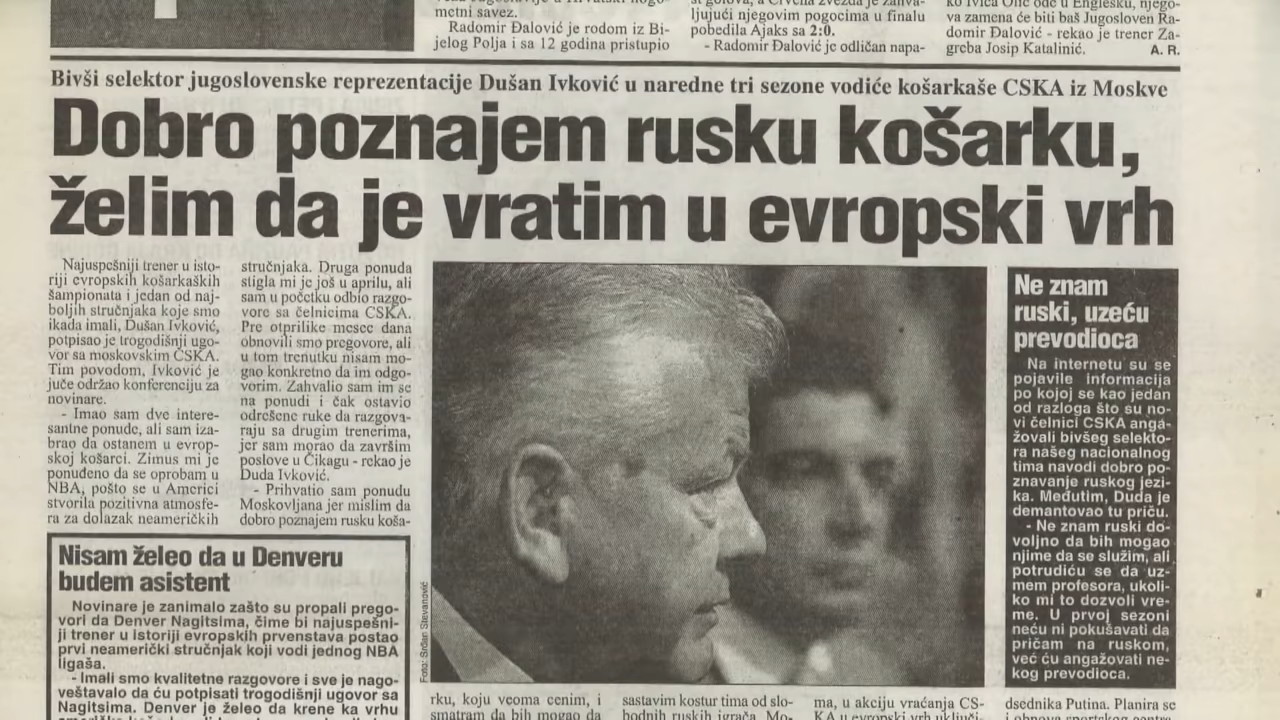 metni savez.
Radomir Đalović je rodom iz Bi-
jelog Polja i sa 12 godina pristupio
ljujući njegovim pogocima u finalu
pobedila Ajaks sa 2:0.
- Radomir Đalović je odličan napa-
ko Ivica Olić ode u Englesku, njego-
va zamena će biti baš Jugosloven Ra-
domir Đalović - rekao je trener Za-
greba Josip Katalinić. A. R.
Bivši selektor jugoslovenske reprezentacije Dušan Ivković u naredne tri sezone vodiće košarkaše CSKA iz Moskve
Dobro poznajem rusku košarku,
želim da je vratim u evropski vrh
Najuspešniji trener u isto-
riji evropskih košarkaških
šampionata i jedan od naj-
boljih stručnjaka koje smo
ikada imali, Dušan Ivković,
potpisao je trogodišnji ugo-
vor sa moskovskim CSKA.
Tim povodom, Ivković je
juče održao konferenciju za
novinare.
- Imao sam dve intere-
santne ponude, ali sam iza-
brao da ostanem u evrop-
skoj košarci. Zimus mi je
ponuđeno da se oprobam u
NBA, pošto se u Americi
stvorila pozitivna atmosfe-
ra za dolazak neameričkih
stručnjaka. Druga ponuda
stigla mi je još u aprilu, ali
sam u početku odbio razgo-
vore sa čelnicima CSKA.
Pre otprilike mesec dana
obnovili smo pregovore, ali
u tom trenutku nisam mo-
gao konkretno da im odgo-
vorim. Zahvalio sam im se
na ponudi i čak ostavio
odrešene ruke da razgova-
raju sa drugim trenerima,
jer sam morao da završim
poslove u Čikagu - rekao je
Duda Ivković.
- Prihvatio sam ponudu
Moskovljana jer mislim da
dobro poznajem rusku koša-
Nisam želeo da u Denveru
budem asistent
Novinare je zanimalo zašto su propali prego-
vori da Denver Nagitsima, čime bi najuspešni-
ji trener u istoriji evropskih prvenstava postao
prvi neamerički stručnjak koji vodi jednog NBA
ligaša.
- Imali smo kvalitetne razgovore i sve je nago-
veštavalo da ću potpisati trogodišnji ugovor sa
Nagitsima. Denver je želeo da krene ka vrhu
Foto: Srđan Stevanović
Ne znam
ruski, uzeću
prevodioca
Na internetu su se
pojavile informacija
po kojoj se kao jedan
od razloga što su no-
vi čelnici CSKA anga-
žovali bivšeg selekto-
ra našeg nacionalnog
tima navodi dobro po-
znavanje ruskog jezi-
ka. Međutim, Duda je
demantovao tu priču.
- Ne znam ruski do-
voljno da bih mogao
njime da se služim, ali
potrudiću se da uz-
mem profesora, ukoli-
ko mi to dozvoli vre-
me. U prvoj sezoni
neću ni pokušavati da
pričam na ruskom,
već ću angažovati ne-
kog prevodioca.
rku, koju veoma cenim, i
smatram da bih mogao da
sastavim kostur tima od slo-
bodnih ruskih igrača. Mo-
ma, u akciju vraćanja CS-
KA u evropski vrh uključi-
dsednika Putina. Planira se